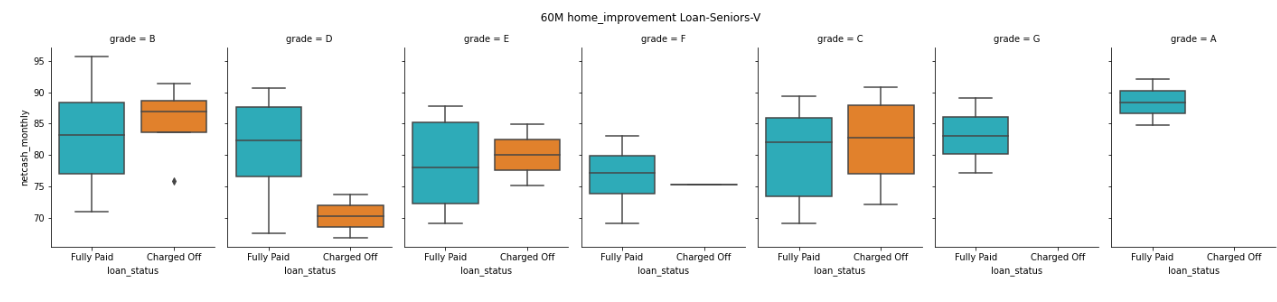 60M home_improvement Loan-Seniors-V
grade = B
grade = D
grade = E
grade = F
grade = C
grade = G
grade = A
netcash_monthly
95
90
85
80
75
70
Fully Paid Charged Off
loan_status
Fully Paid Charged Off
loan_status
Fully Paid Charged Off
loan_status
Fully Paid Charged Off
loan_status
Fully Paid Charged Off
loan_status
Fully Paid Charged Off
loan_status
Fully Paid Charged Off
loan_status